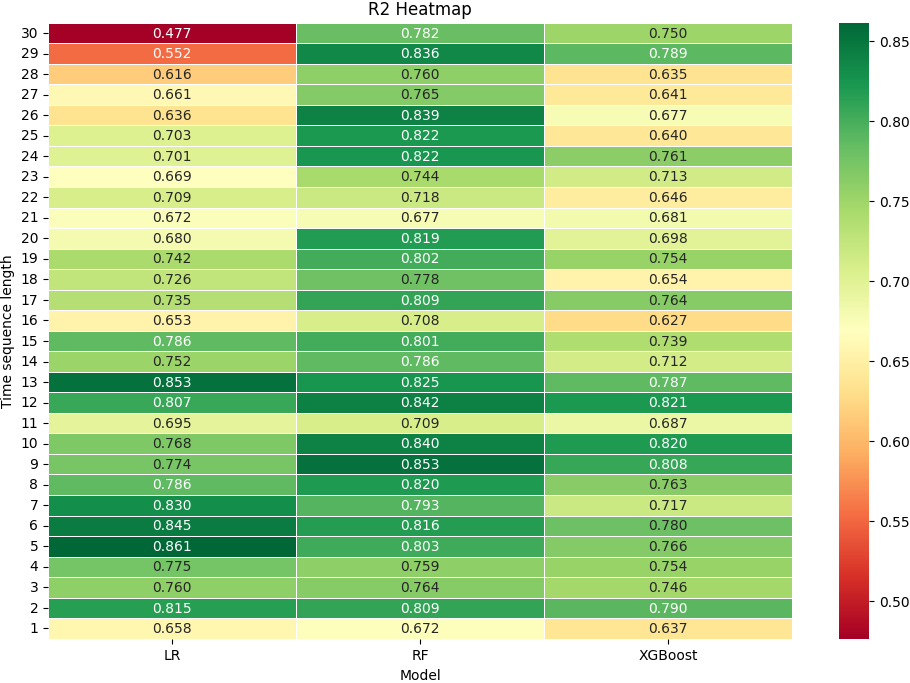 R2 Heatmap
30 0.477 0.782 0.750
29 0.552 0.836 0.789
28 0.616 0.760 0.635
27 0.661 0.765 0.641
26 0.636 0.839 0.677
25 0.703 0.822 0.640
24 0.701 0.822 0.761
23 0.669 0.744 0.713
22 0.709 0.718 0.646
21 0.672 0.677 0.681
20 0.680 0.819 0.698
19 0.742 0.802 0.754
18 0.726 0.778 0.654
17 0.735 0.809 0.764
16 0.653 0.708 0.627
15 0.786 0.801 0.739
14 0.752 0.786 0.712
13 0.853 0.825 0.787
12 0.807 0.842 0.821
11 0.695 0.709 0.687
10 0.768 0.840 0.820
9 0.774 0.853 0.808
8 0.786 0.820 0.763
7 0.830 0.793 0.717
6 0.845 0.816 0.780
5 0.861 0.803 0.766
4 0.775 0.759 0.754
3 0.760 0.764 0.746
2 0.815 0.809 0.790
1 0.658 0.672 0.637
LR RF XGBoost
Model
Time sequence length
0.85
0.80
0.75
0.70
0.65
0.60
0.55
0.50